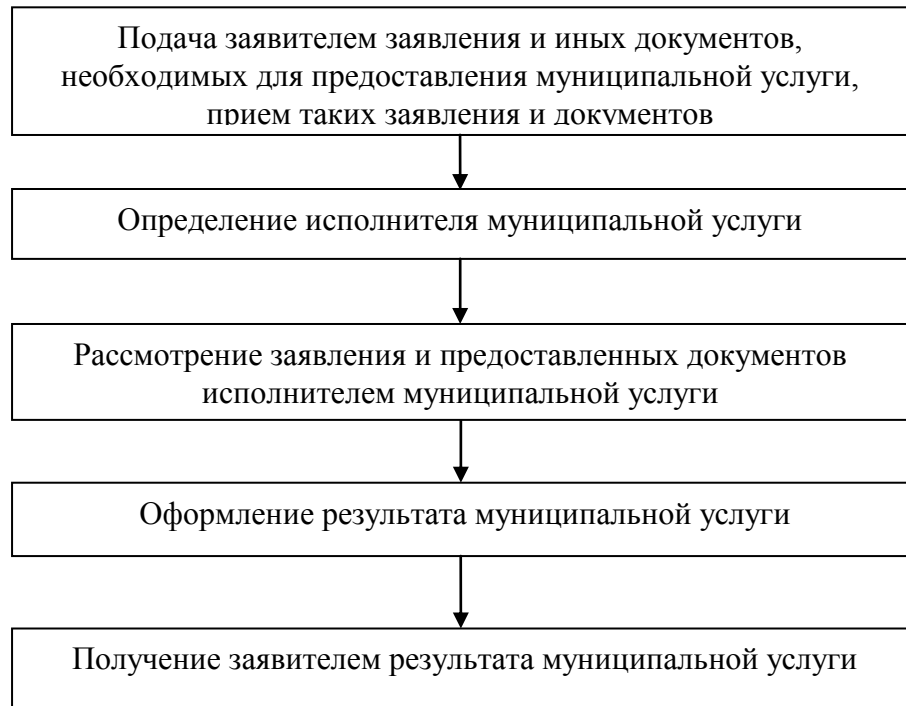 Подача заявителем заявления и иных документов,
необходимых для предоставления муниципальной услуги,
прием таких заявления и документов
Определение исполнителя муниципальной услуги
Рассмотрение заявления и предоставленных документов
исполнителем муниципальной услуги
Оформление результата муниципальной услуги
Получение заявителем результата муниципальной услуги